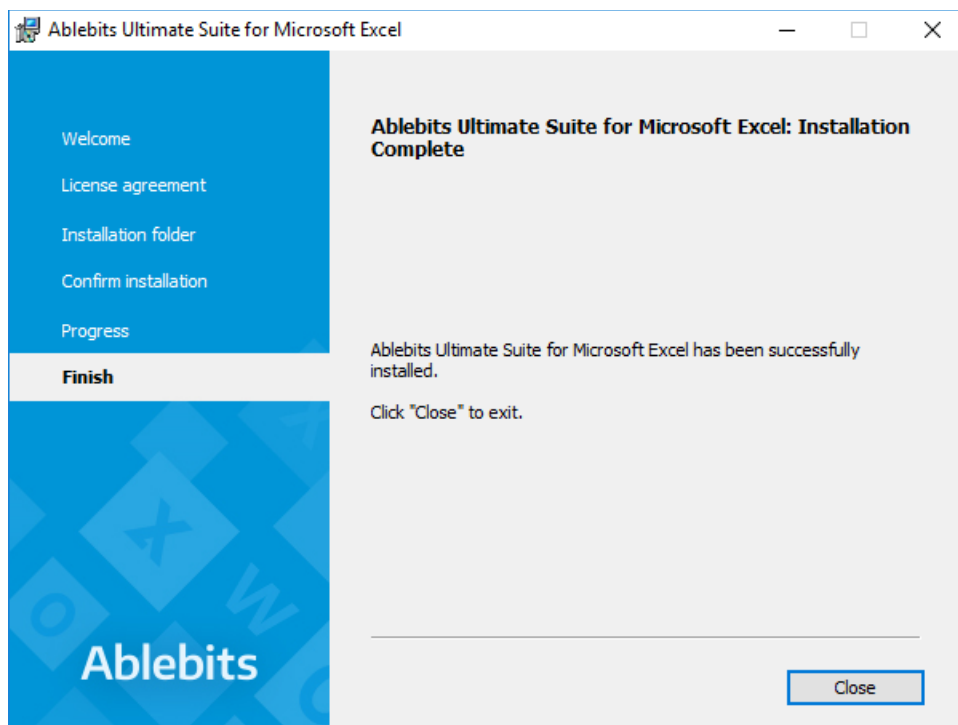 Ablebits Ultimate Suite for Microsoft Excel
Welcome
License agreement
Installation folder
Confirm installation
Progress
Finish
Ablebits
Ablebits Ultimate Suite for Microsoft Excel: Installation
Complete
Ablebits Ultimate Suite for Microsoft Excel has been successfully
installed.
Click "Close" to exit.
Close